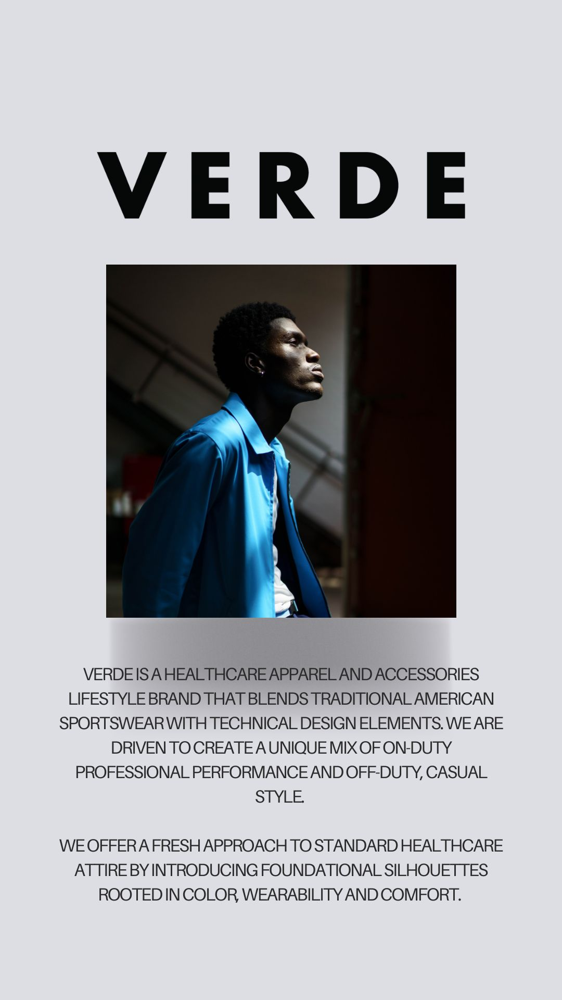 VERDE
VERDE IS A HEALTHCARE APPAREL AND ACCESSORIES
LIFESTYLE BRAND THAT BLENDS TRADITIONAL AMERICAN
SPORTSWEAR WITH TECHNICAL DESIGN ELEMENTS. WE ARE
DRIVEN TO CREATE A UNIQUE MIX OF ON-DUTY
PROFESSIONAL PERFORMANCE AND OFF-DUTY, CASUAL
STYLE.
WE OFFER A FRESH APPROACH TO STANDARD HEALTHCARE
ATTIRE BY INTRODUCING FOUNDATIONAL SILHOUETTES
ROOTED IN COLOR, WEARABILITY AND COMFORT.